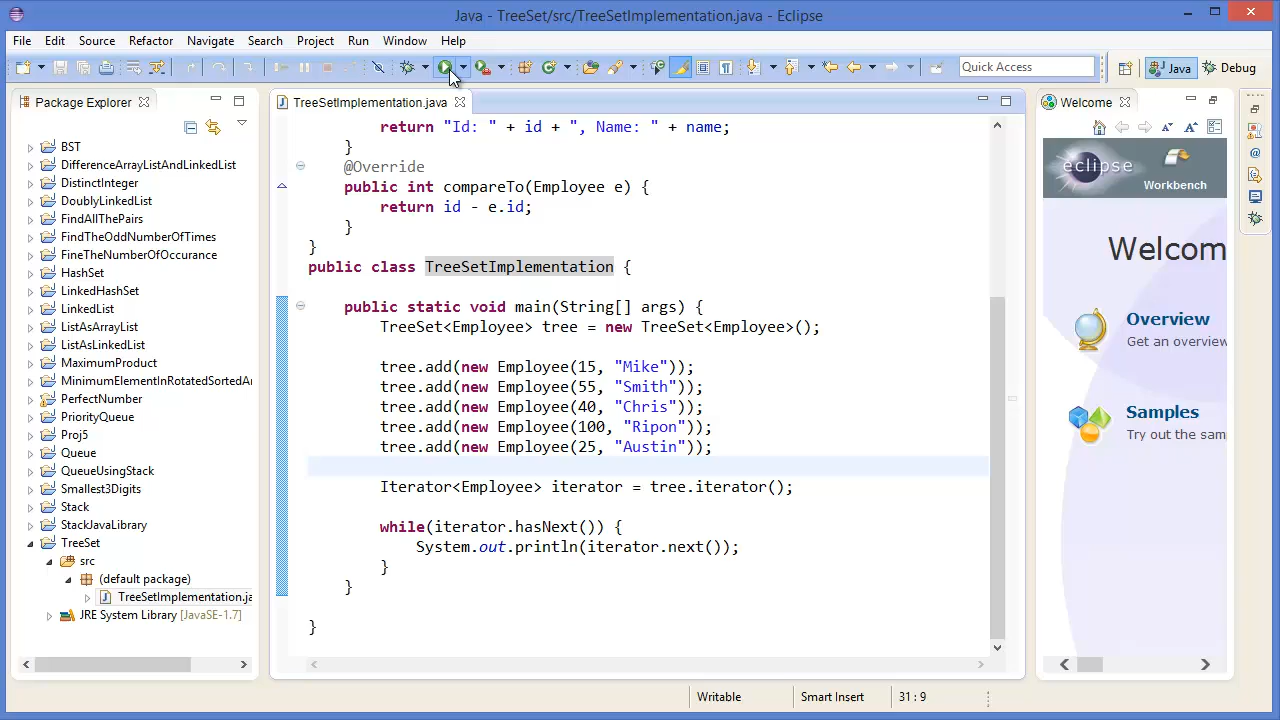 Java - TreeSet/src/TreeSetImplementation.java - Eclipse
File Edit Source Refactor Navigate Search Project Run Window Help
Quick Access Java Debug
Package Explorer
BST
DifferenceArrayListAndLinkedList
DistinctInteger
DoublyLinkedList
FindAllThePairs
FindTheOddNumberOfTimes
FineTheNumberOfOccurance
HashSet
LinkedHashSet
LinkedList
ListAsArrayList
ListAsLinkedList
MaximumProduct
MinimumElementInRotatedSortedAr
PerfectNumber
PriorityQueue
Proj5
Queue
QueueUsingStack
Smallest3Digits
Stack
StackJavaLibrary
TreeSet
src
(default package)
TreeSetImplementation.ja
JRE System Library [JavaSE-1.7]
TreeSetImplementation.java
return "Id: " + id + ", Name: " + name;
}
@Override
public int compareTo(Employee e) {
return id - e.id;
}
}
public class TreeSetImplementation {
public static void main(String[] args) {
TreeSet<Employee> tree = new TreeSet<Employee>();
tree.add(new Employee(15, "Mike"));
tree.add(new Employee(55, "Smith"));
tree.add(new Employee(40, "Chris"));
tree.add(new Employee(100, "Ripon"));
tree.add(new Employee(25, "Austin"));
Iterator<Employee> iterator = tree.iterator();
while(iterator.hasNext()) {
System.out.println(iterator.next());
}
}
}
Welcome
eclipse
Workbench
Welcom
Overview
Get an overview
Samples
Try out the sam
Writable Smart Insert 31 : 9